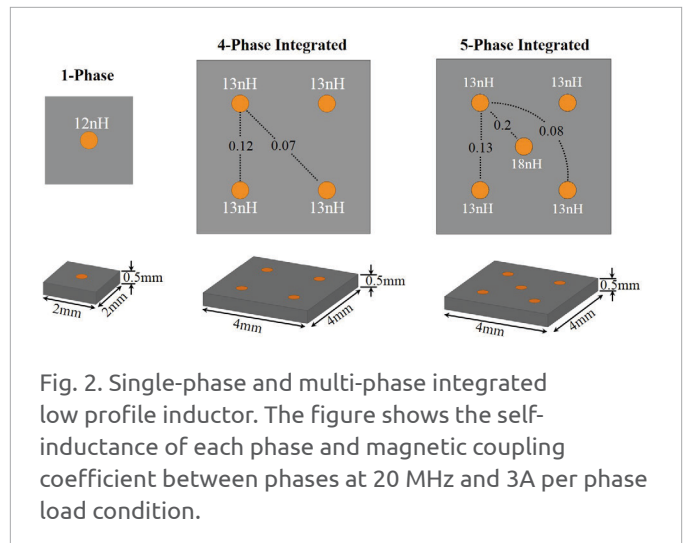 4-Phase Integrated
5-Phase Integrated
1-Phase
12nH
13nH
13nH
0.12
0.07
13nH
13nH
13nH
13nH
0.2
0.08
0.13
18nH
13nH
13nH
0.5mm
2mm
2mm
0.5mm
4mm
4mm
0.5mm
4mm
4mm
Fig. 2. Single-phase and multi-phase integrated
low profile inductor. The figure shows the self-
inductance of each phase and magnetic coupling
coefficient between phases at 20 MHz and 3A per phase
load condition.